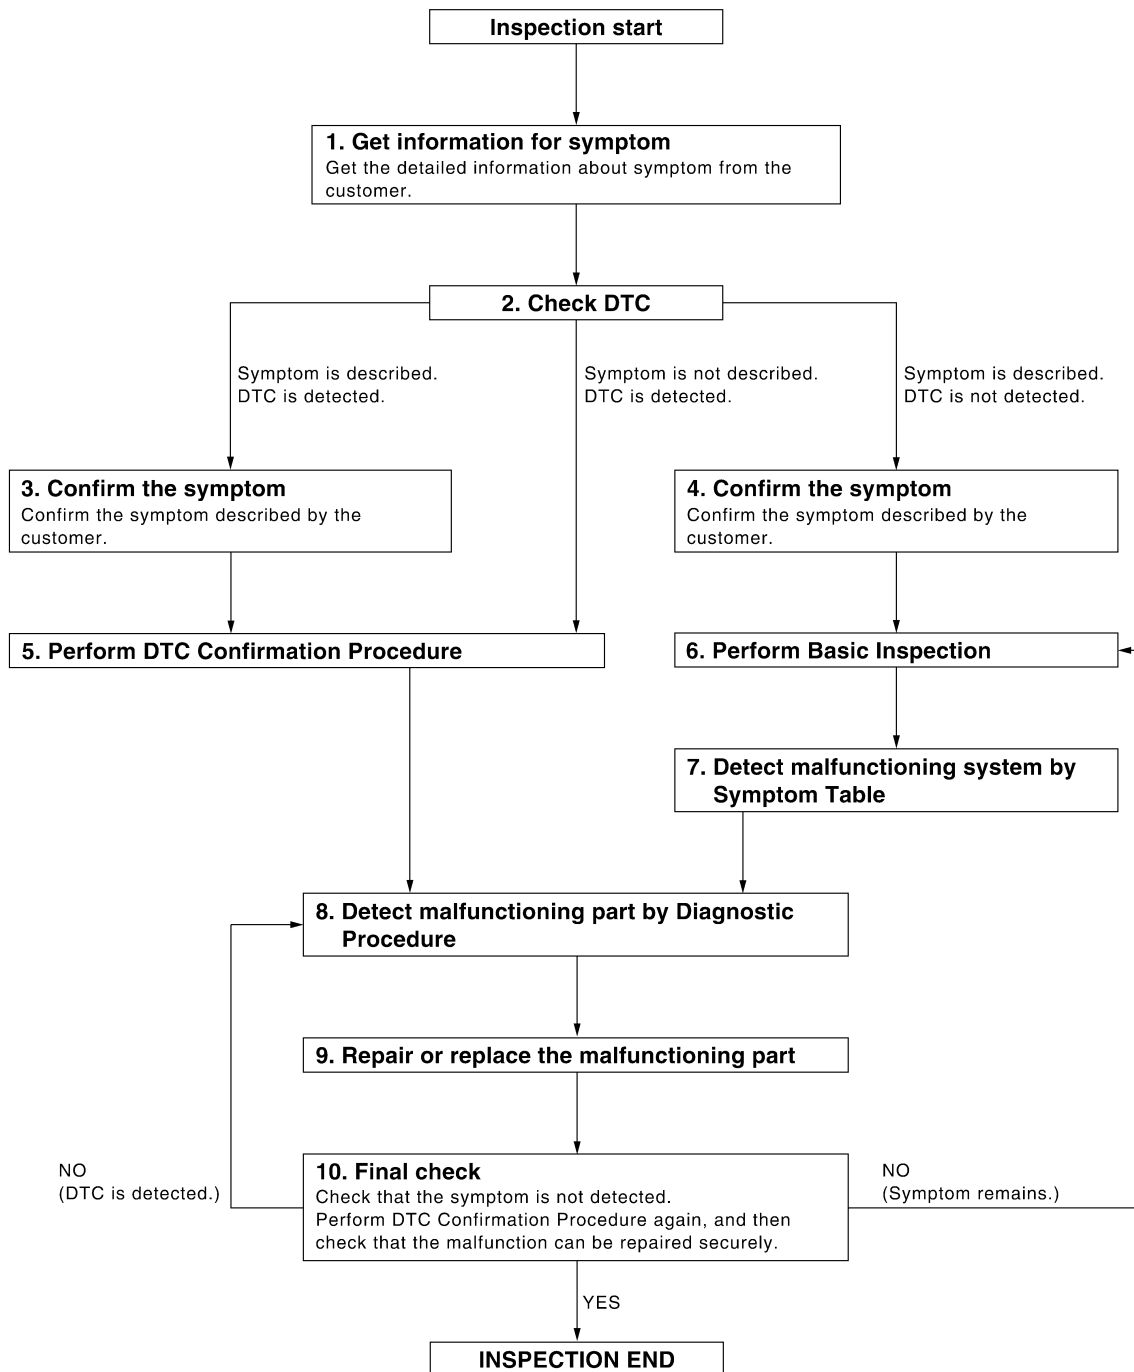 Inspection start
1. Get information for symptom
Get the detailed information about symptom from the
customer.
2. Check DTC
Symptom is described.
DTC is detected.
Symptom is not described.
DTC is detected.
Symptom is described.
DTC is not detected.
3. Confirm the symptom
Confirm the symptom described by the
customer.
4. Confirm the symptom
Confirm the symptom described by the
customer.
5. Perform DTC Confirmation Procedure
6. Perform Basic Inspection
7. Detect malfunctioning system by
Symptom Table
8. Detect malfunctioning part by Diagnostic
Procedure
9. Repair or replace the malfunctioning part
NO
(DTC is detected.)
10. Final check
Check that the symptom is not detected.
Perform DTC Confirmation Procedure again, and then
check that the malfunction can be repaired securely.
NO
(Symptom remains.)
YES
INSPECTION END